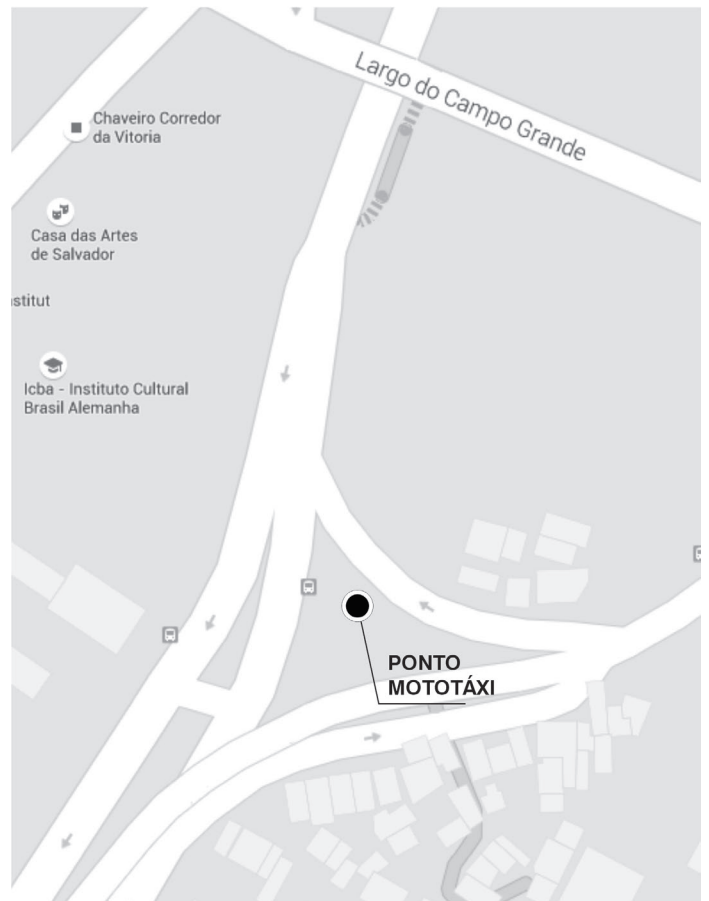 Largo do Campo Grande
Chaveiro Corredor
da Vitoria
Casa das Artes
de Salvador
stitut
Icba - Instituto Cultural
Brasil Alemanha
PONTO
MOTOTÁXI